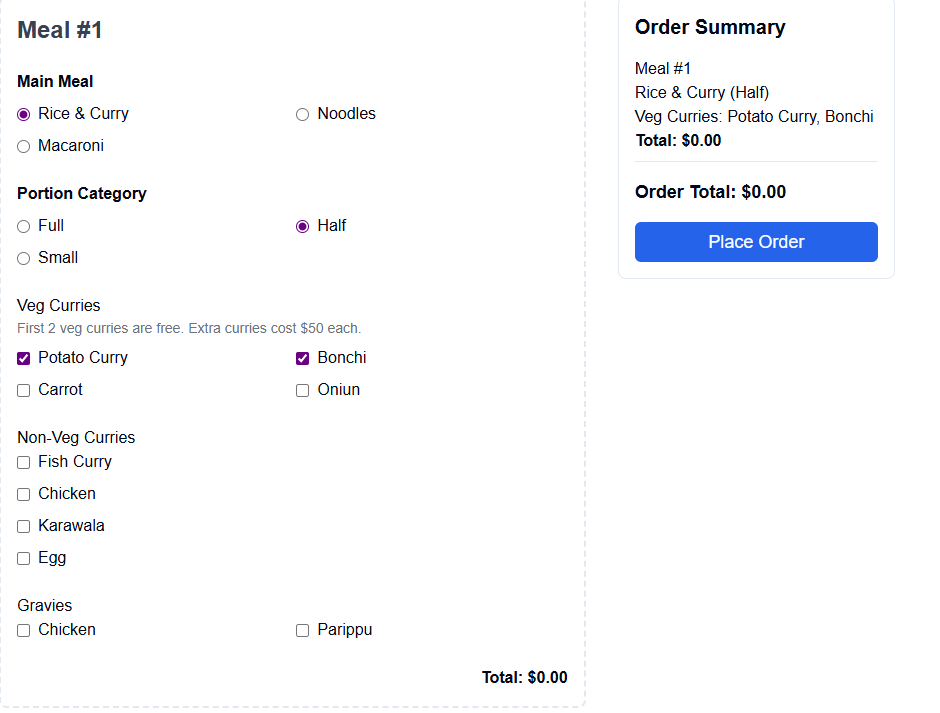 Meal #1
Main Meal
Rice & Curry
Noodles
Macaroni
Portion Category
Full
Half
Small
Veg Curries
First 2 veg curries are free. Extra curries cost $50 each.
Potato Curry
Bonchi
Carrot
Oniun
Non-Veg Curries
Fish Curry
Chicken
Karawala
Egg
Gravies
Chicken
Parippu
Total: $0.00
Order Summary
Meal #1
Rice & Curry (Half)
Veg Curries: Potato Curry, Bonchi
Total: $0.00
Order Total: $0.00
Place Order